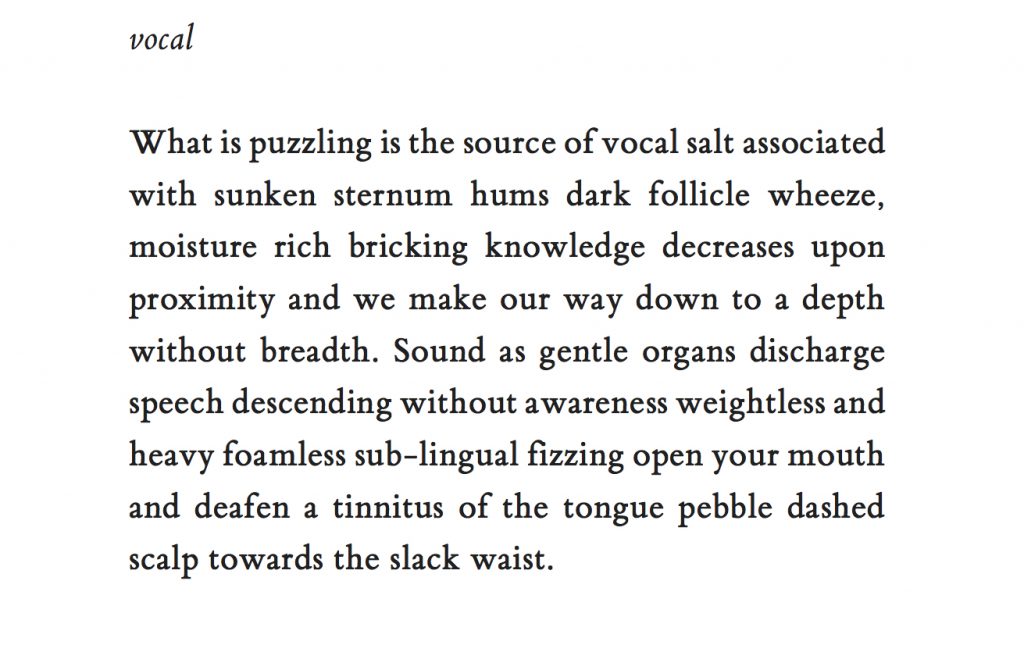 vocal
What is puzzling is the source of vocal salt associated
with sunken sternum hums dark follicle wheeze,
moisture rich bricking knowledge decreases upon
proximity and we make our way down to a depth
without breadth. Sound as gentle organs discharge
speech descending without awareness weightless and
heavy foamless sub-lingual fizzing open your mouth
and deafen a tinnitus of the tongue pebble dashed
scalp towards the slack waist.